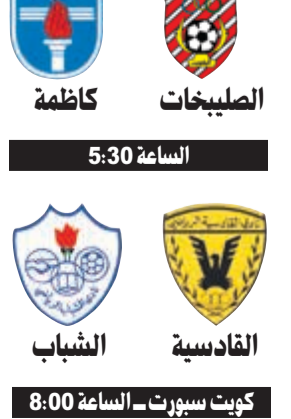 الصليبخات كاظمة
الساعة 5:30
القادسية الشباب
كويت سبورت ـ الساعة 8:00